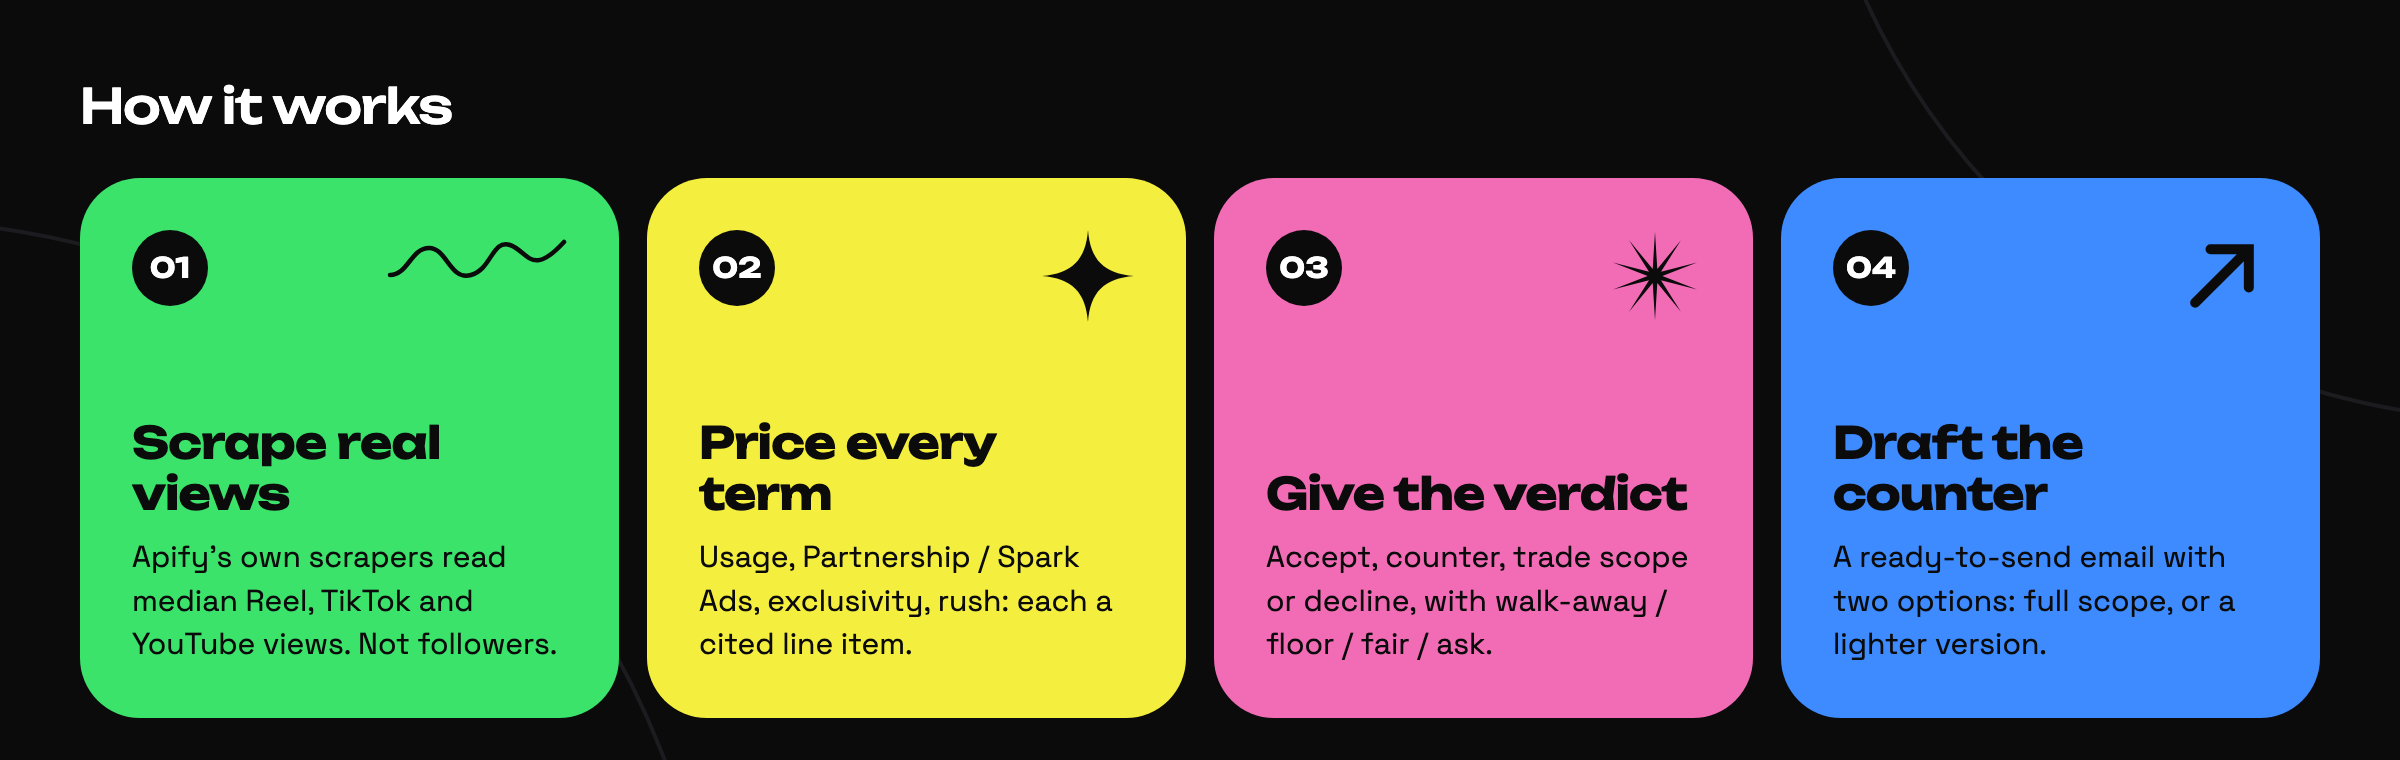 How it works
01
Scrape real
views
Apify’s own scrapers read
median Reel, TikTok and
YouTube views. Not followers.
02
Price every
term
Usage, Partnership / Spark
Ads, exclusivity, rush: each a
cited line item.
03
Give the verdict
Accept, counter, trade scope
or decline, with walk-away /
floor / fair / ask.
04
Draft the
counter
A ready-to-send email with
two options: full scope, or a
lighter version.